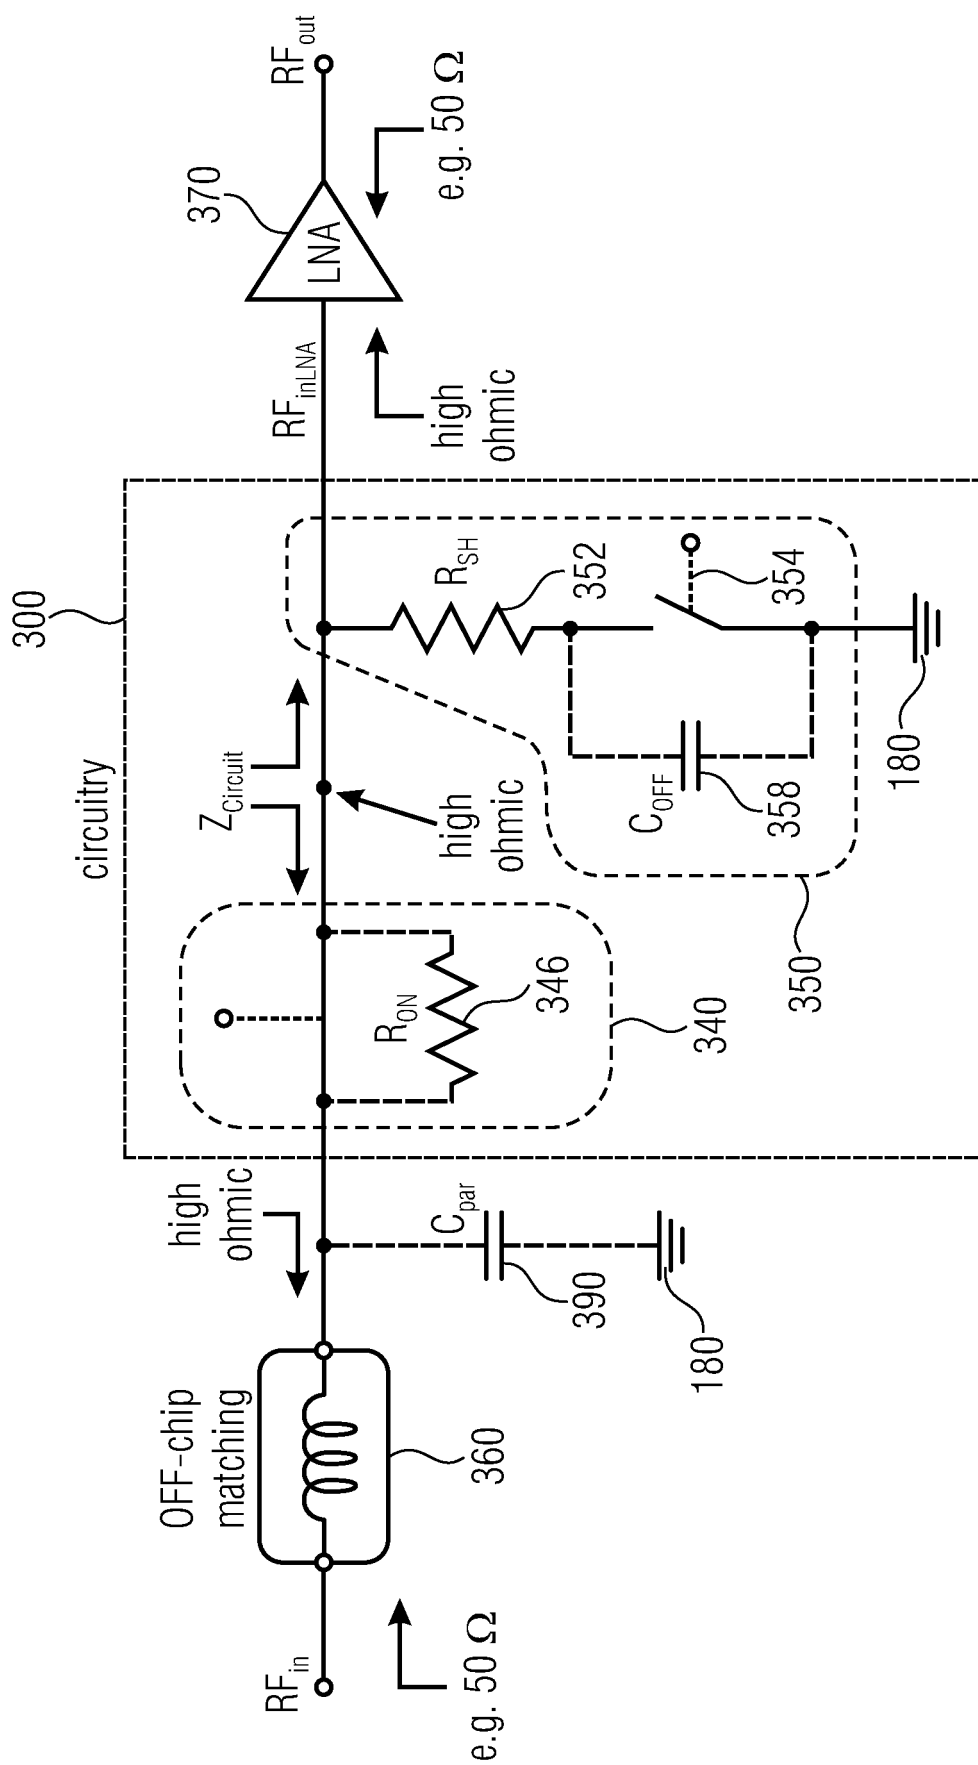 300
circuitry
RF_in
e.g. 50 Ω
OFF-chip
matching
360
high
ohmic
C_par
390
180
340
R_ON
346
Z_Circuit
high
ohmic
350
R_SH
352
354
C_OFF
358
180
RF_inLNA
high
ohmic
370
LNA
e.g. 50 Ω
RF_out